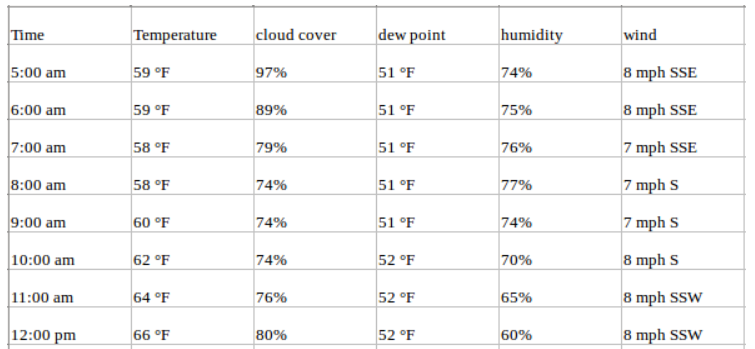 Time Temperature cloud cover dew point humidity wind
5:00 am 59 °F 97% 51 °F 74% 8 mph SSE
6:00 am 59 °F 89% 51 °F 75% 8 mph SSE
7:00 am 58 °F 79% 51 °F 76% 7 mph SSE
8:00 am 58 °F 74% 51 °F 77% 7 mph S
9:00 am 60 °F 74% 51 °F 74% 7 mph S
10:00 am 62 °F 74% 52 °F 70% 8 mph S
11:00 am 64 °F 76% 52 °F 65% 8 mph SSW
12:00 pm 66 °F 80% 52 °F 60% 8 mph SSW